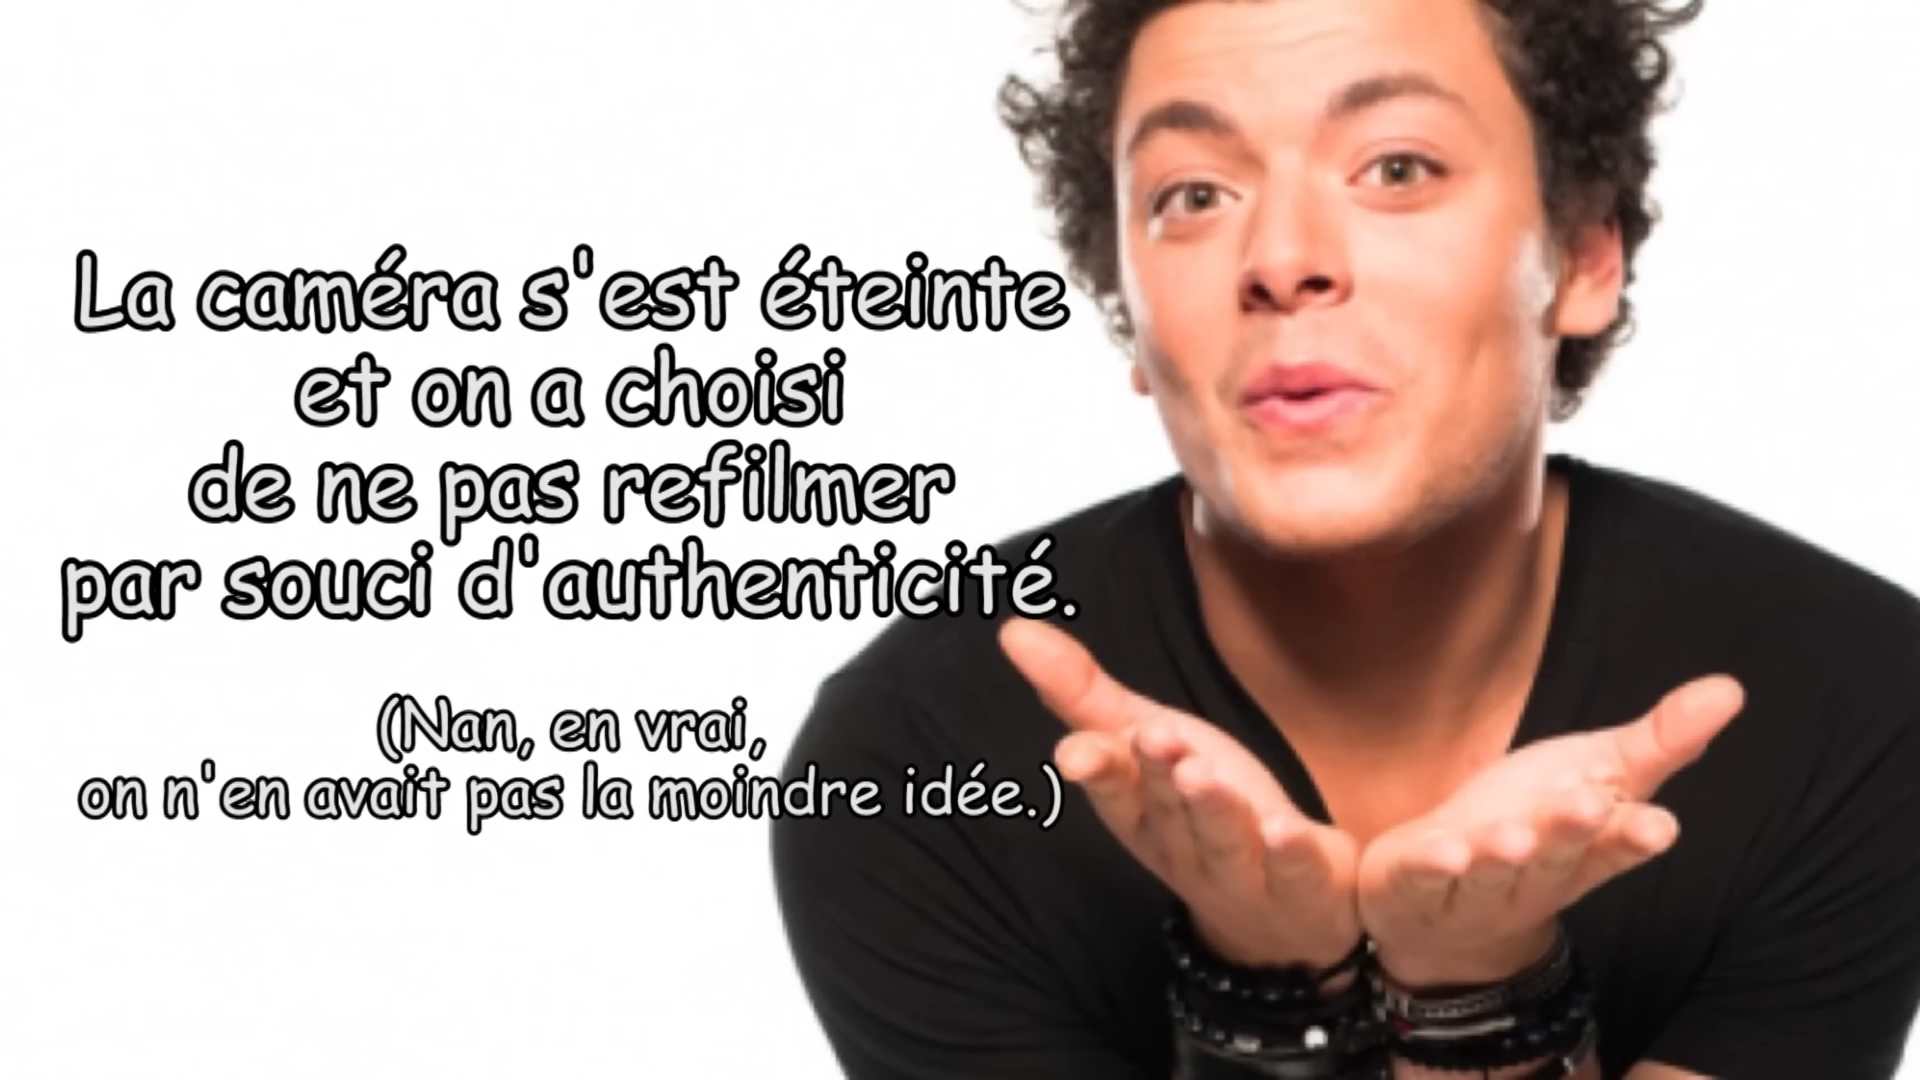 La caméra s'est éteinte
et on a choisi
de ne pas refilmer
par souci d'authenticité.
(Nan, en vrai,
on n'en avait pas la moindre idée.)